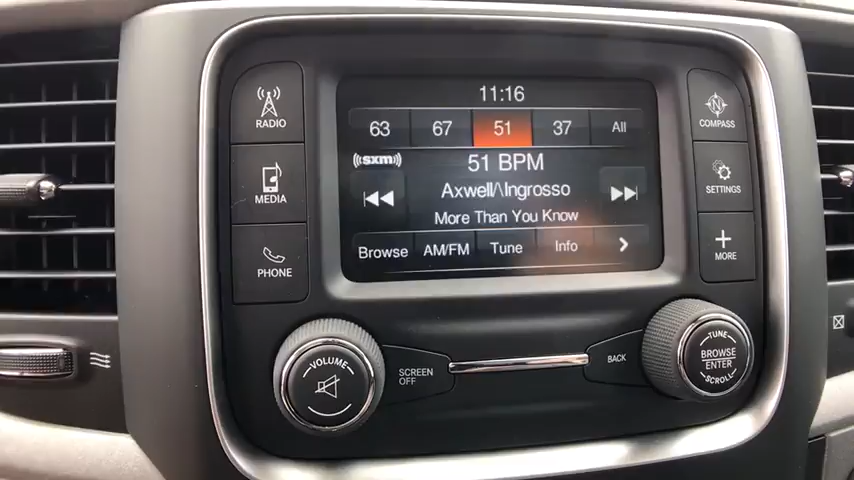 11:16
RADIO
63 67 51 37 All
N
COMPASS
((sxm))
51 BPM
MEDIA
Axwell/\Ingrosso
SETTINGS
More Than You Know
Browse AM/FM Tune Info
PHONE
MORE
VOLUME
SCREEN
OFF
BACK
TUNE
BROWSE
ENTER
SCROLL